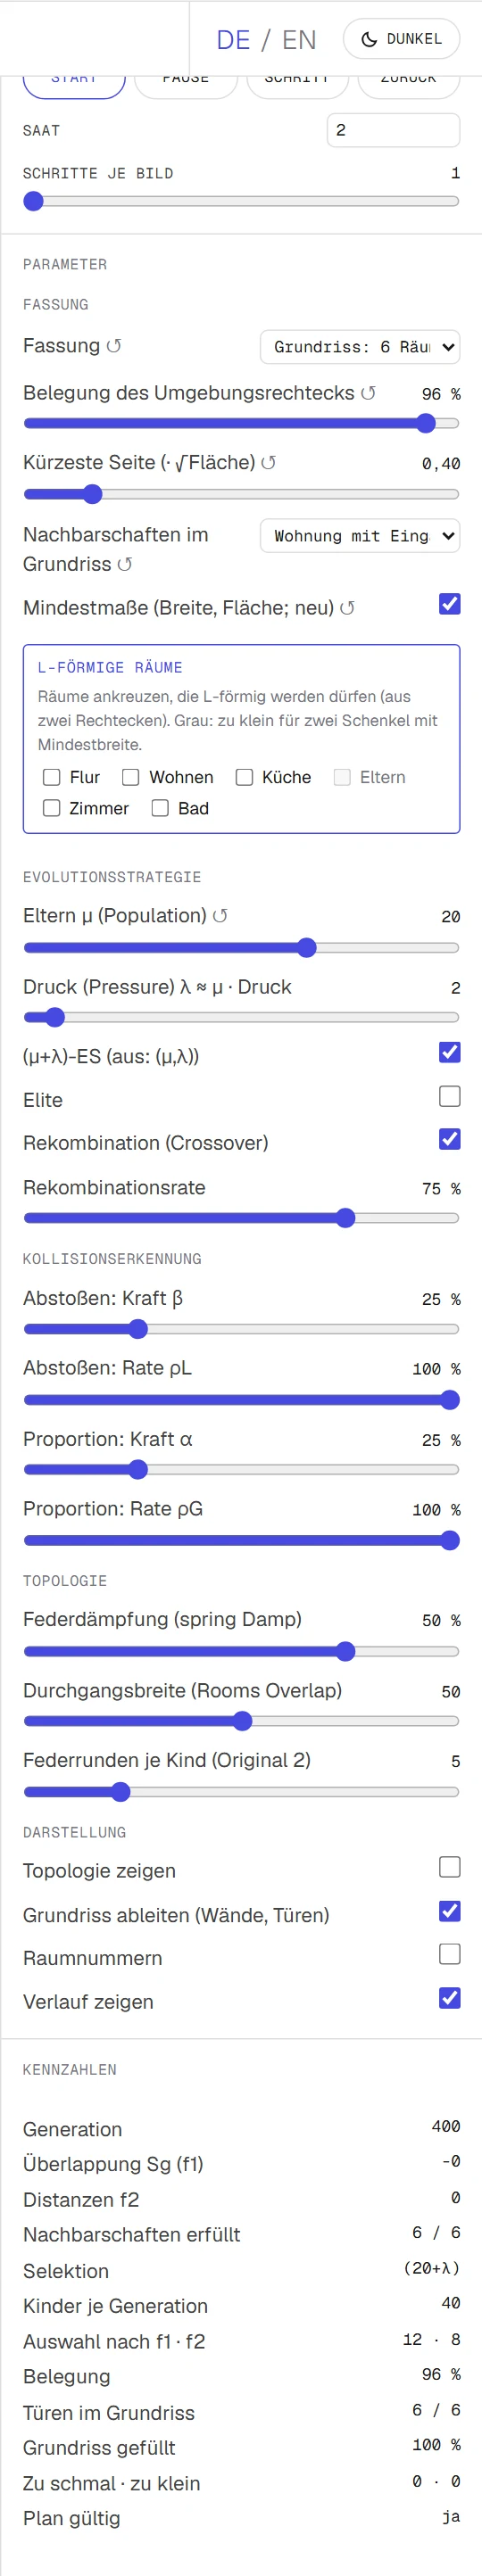 DE / EN
DUNKEL
START PAUSE SCHRITT ZURÜCK
SAAT 2
SCHRITTE JE BILD 1
PARAMETER
FASSUNG
Fassung ↺ Grundriss: 6 Räu
Belegung des Umgebungsrechtecks ↺ 96 %
Kürzeste Seite (· √Fläche) ↺ 0,40
Nachbarschaften im Grundriss ↺ Wohnung mit Eing
Mindestmaße (Breite, Fläche; neu) ↺
L-FÖRMIGE RÄUME
Räume ankreuzen, die L-förmig werden dürfen (aus
zwei Rechtecken). Grau: zu klein für zwei Schenkel mit
Mindestbreite.
Flur Wohnen Küche Eltern
Zimmer Bad
EVOLUTIONSSTRATEGIE
Eltern μ (Population) ↺ 20
Druck (Pressure) λ ≈ μ · Druck 2
(μ+λ)-ES (aus: (μ,λ))
Elite
Rekombination (Crossover)
Rekombinationsrate 75 %
KOLLISIONSERKENNUNG
Abstoßen: Kraft β 25 %
Abstoßen: Rate ρL 100 %
Proportion: Kraft α 25 %
Proportion: Rate ρG 100 %
TOPOLOGIE
Federdämpfung (spring Damp) 50 %
Durchgangsbreite (Rooms Overlap) 50
Federrunden je Kind (Original 2) 5
DARSTELLUNG
Topologie zeigen
Grundriss ableiten (Wände, Türen)
Raumnummern
Verlauf zeigen
KENNZAHLEN
Generation 400
Überlappung Sg (f1) -0
Distanzen f2 0
Nachbarschaften erfüllt 6 / 6
Selektion (20+λ)
Kinder je Generation 40
Auswahl nach f1 · f2 12 · 8
Belegung 96 %
Türen im Grundriss 6 / 6
Grundriss gefüllt 100 %
Zu schmal · zu klein 0 · 0
Plan gültig ja